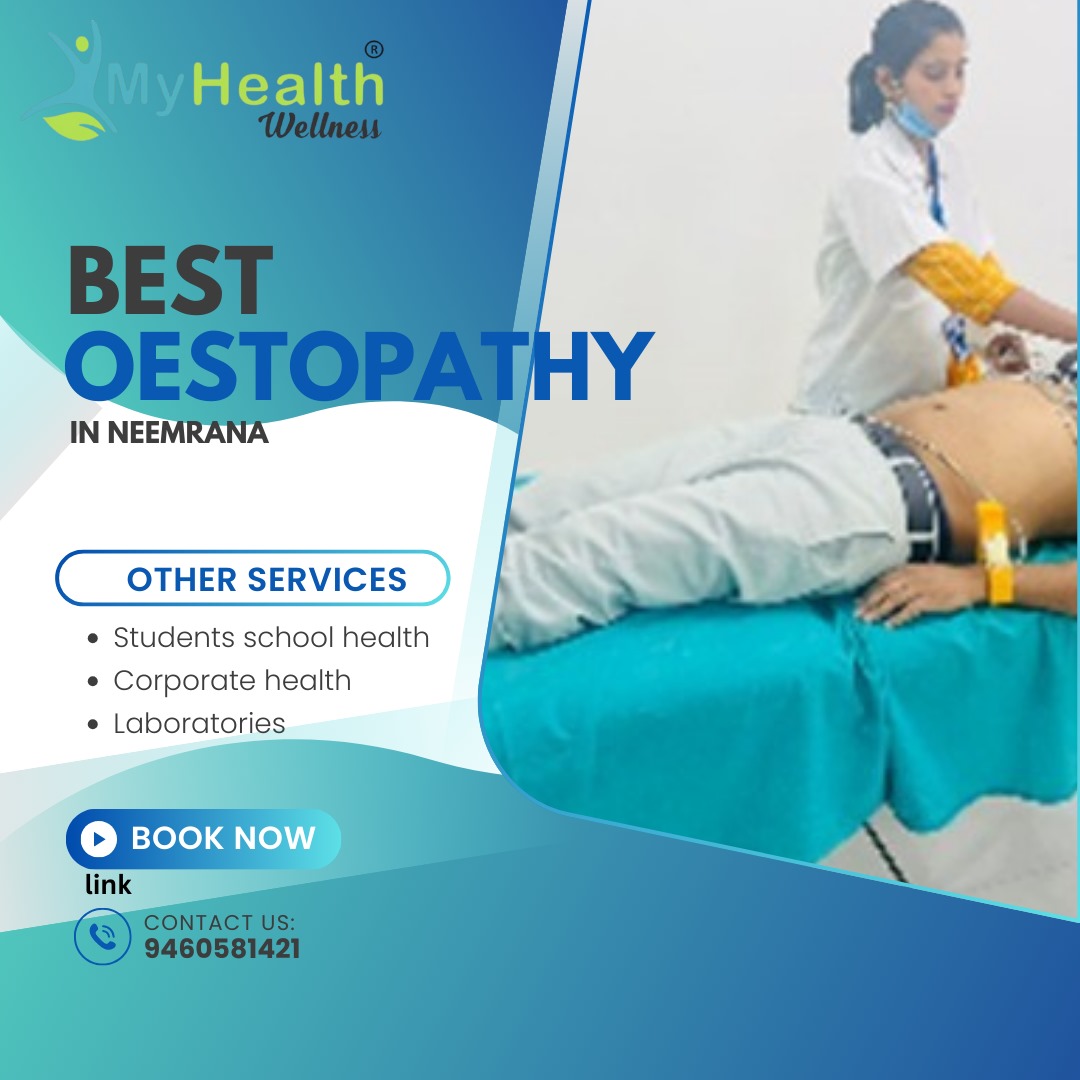 MyHealth®
Wellness
BEST
OESTOPATHY
IN NEEMRANA
OTHER SERVICES
• Students school health
• Corporate health
• Laboratories
BOOK NOW
link
CONTACT US:
9460581421